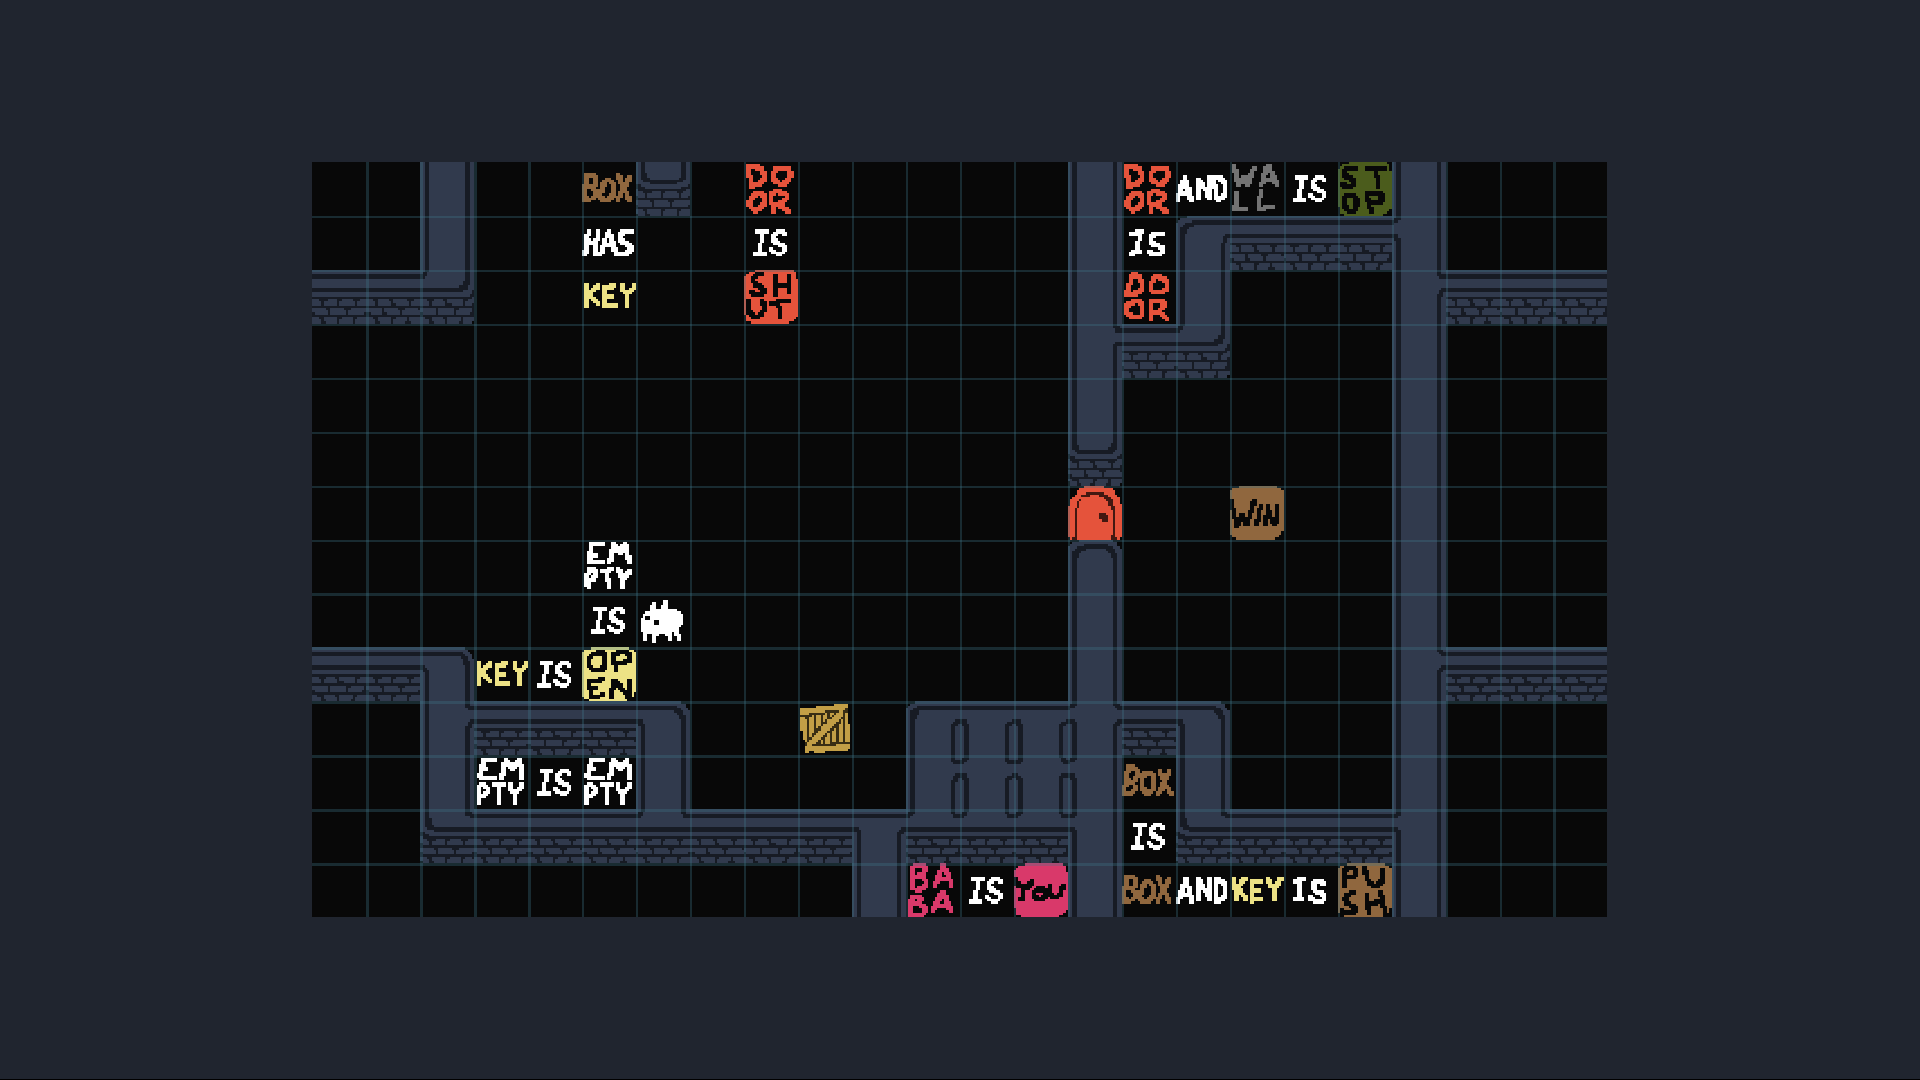 BOX DOOR DOOR AND WALL IS STOP
HAS IS IS
KEY SHUT DOOR
WIN
EMPTY
IS
KEY IS OPEN
EMPTY IS EMPTY BOX
IS
BABA IS YOU BOX AND KEY IS PUSH